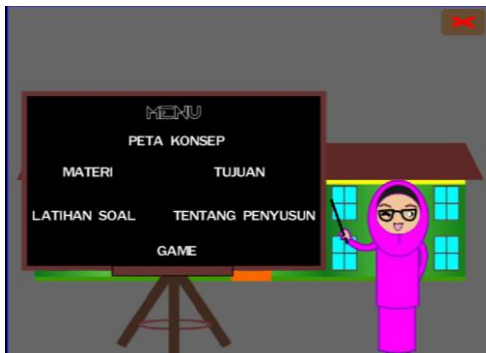 MENU
PETA KONSEP
MATERI TUJUAN
LATIHAN SOAL TENTANG PENYUSUN
GAME